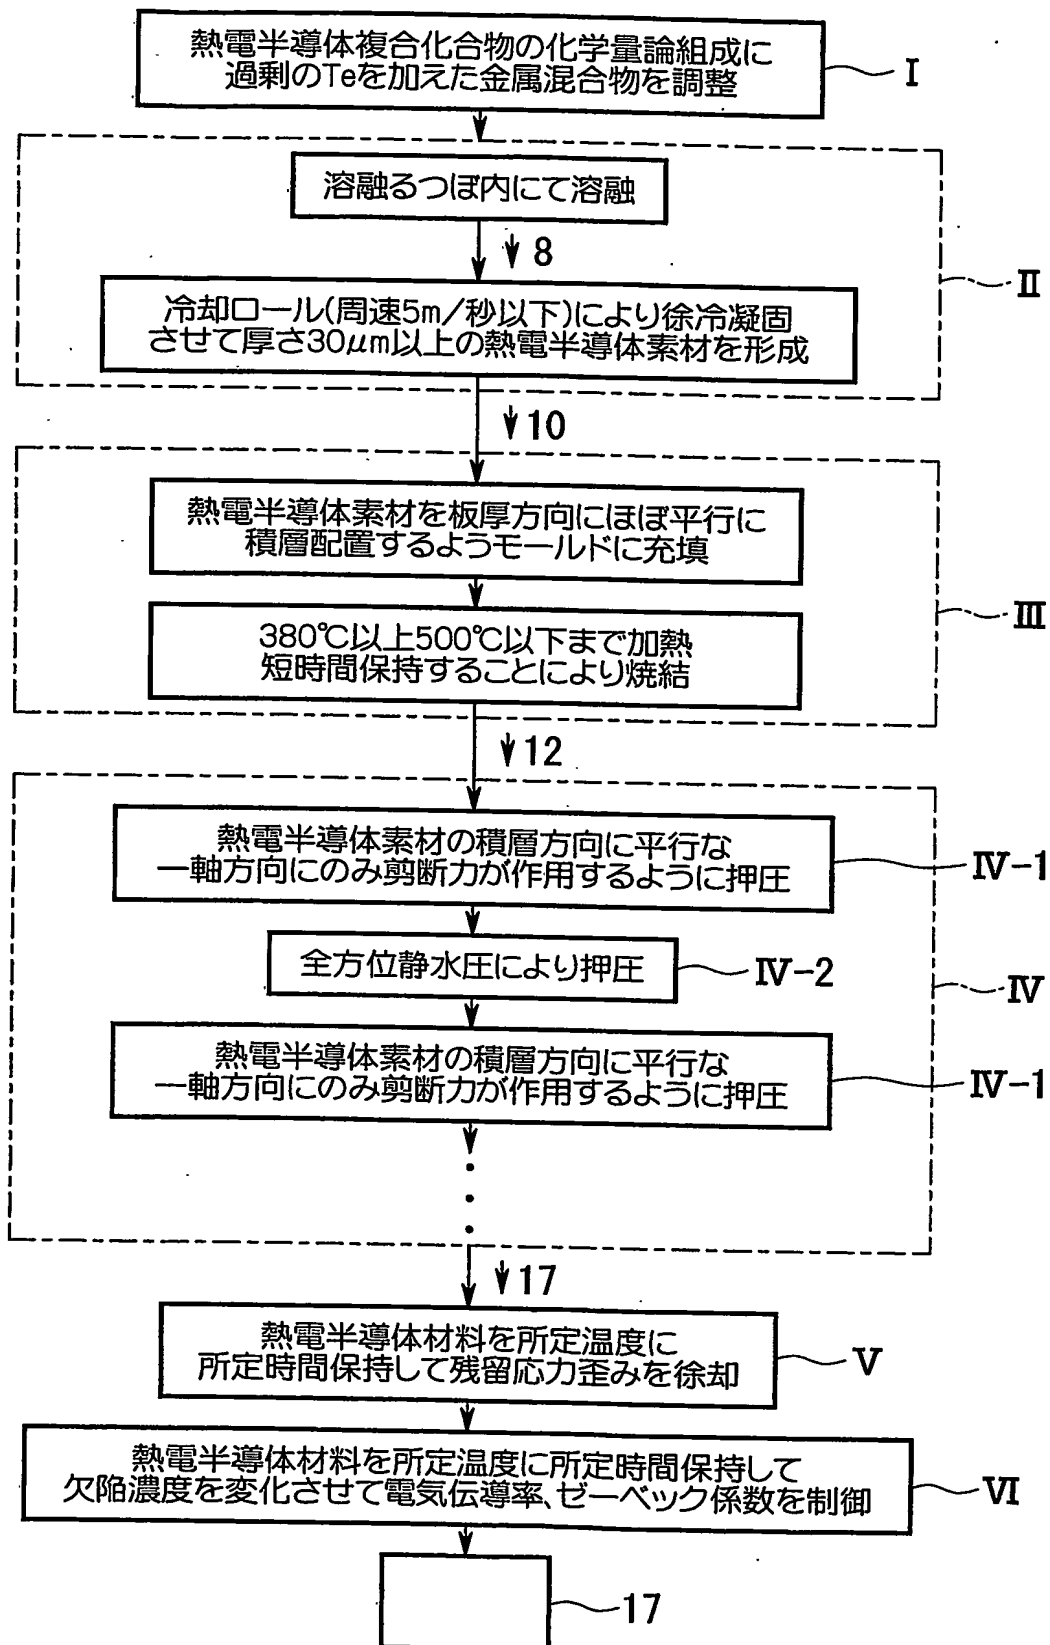 熱電半導体複合化合物の化学量論組成に
過剰のTeを加えた金属混合物を調整
I
溶融るつぼ内にて溶融
8
冷却ロール(周速5m/秒以下)により徐冷凝固
させて厚さ30μm以上の熱電半導体素材を形成
II
10
熱電半導体素材を板厚方向にほぼ平行に
積層配置するようモールドに充填
380℃以上500℃以下まで加熱
短時間保持することにより焼結
III
12
熱電半導体素材の積層方向に平行な
一軸方向にのみ剪断力が作用するように押圧
IV-1
全方位静水圧により押圧
IV-2
IV
熱電半導体素材の積層方向に平行な
一軸方向にのみ剪断力が作用するように押圧
IV-1
17
熱電半導体材料を所定温度に
所定時間保持して残留応力歪みを徐却
V
熱電半導体材料を所定温度に所定時間保持して
欠陥濃度を変化させて電気伝導率、ゼーベック係数を制御
VI
17